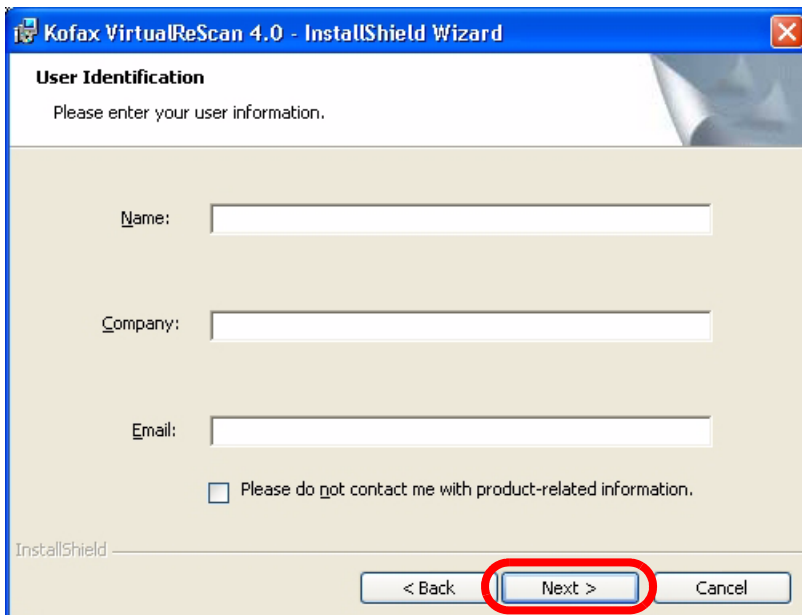 Kofax VirtualReScan 4.0 - InstallShield Wizard
User Identification
Please enter your user information.
Name:
Company:
Email:
Please do not contact me with product-related information.
InstallShield
< Back Next > Cancel